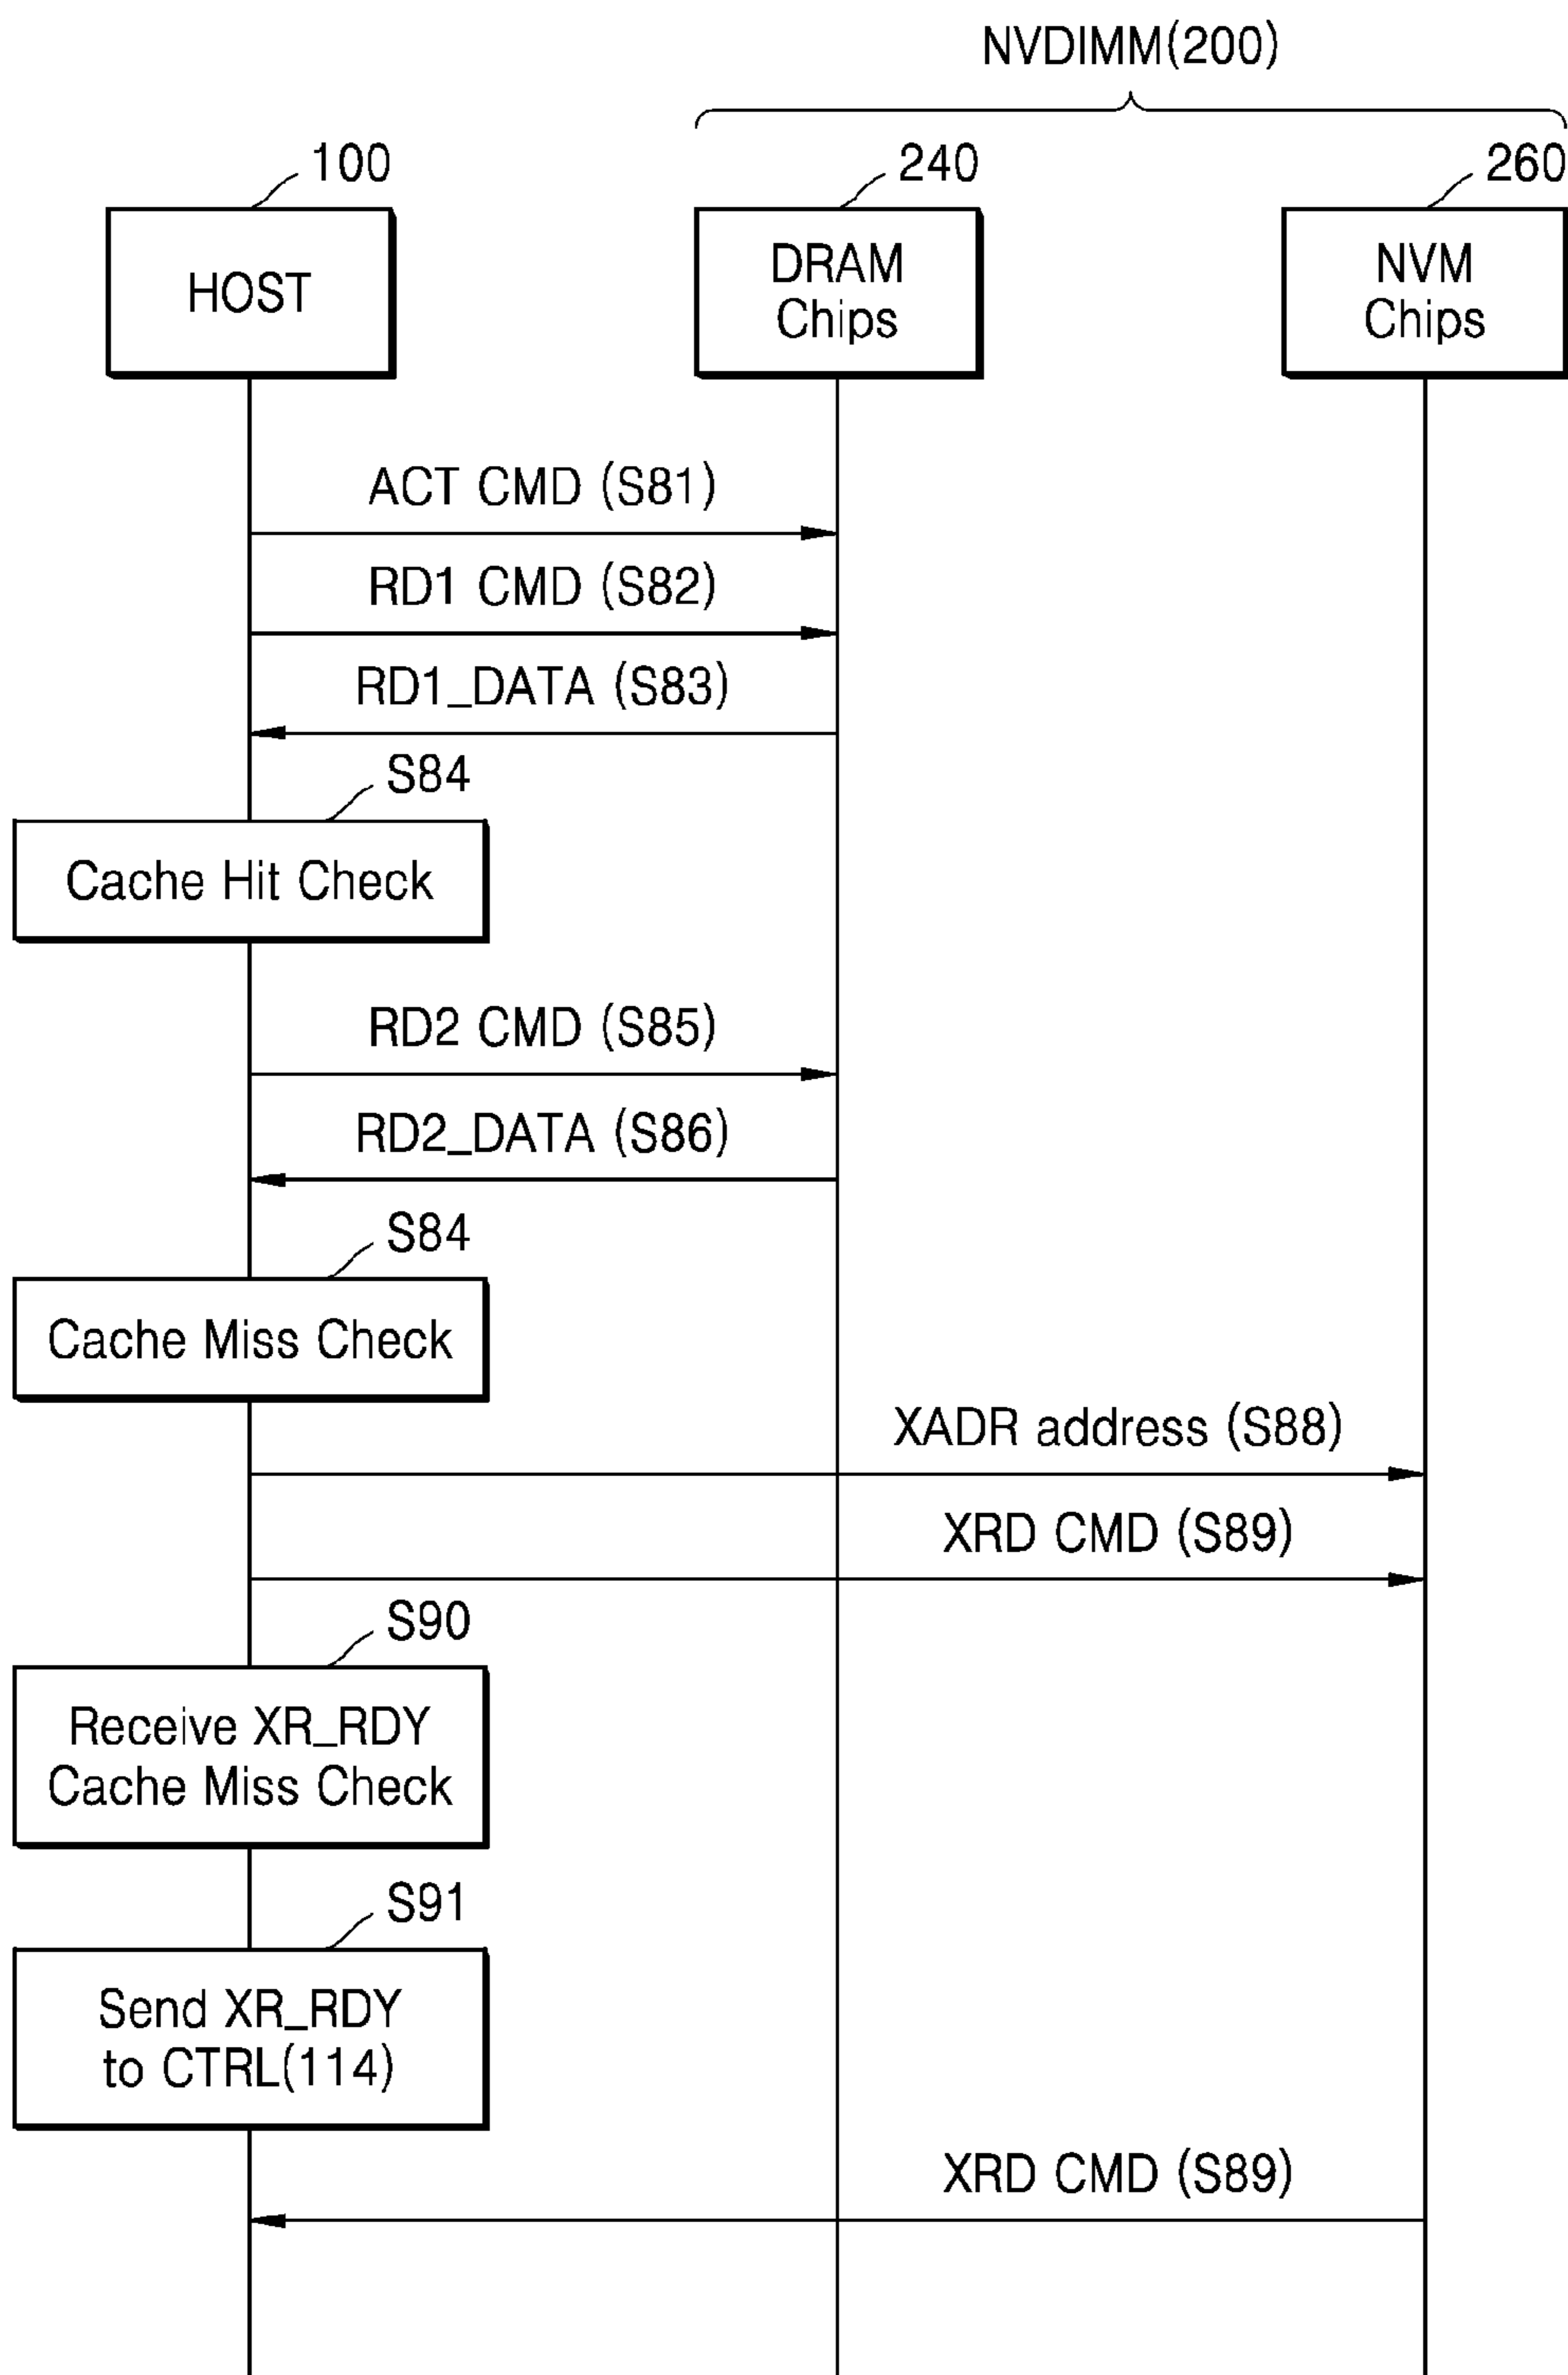 NVDIMM(200)
100
240
260
HOST
DRAM
Chips
NVM
Chips
ACT CMD (S81)
RD1 CMD (S82)
RD1_DATA (S83)
S84
Cache Hit Check
RD2 CMD (S85)
RD2_DATA (S86)
S84
Cache Miss Check
XADR address (S88)
XRD CMD (S89)
S90
Receive XR_RDY
Cache Miss Check
S91
Send XR_RDY
to CTRL(114)
XRD CMD (S89)